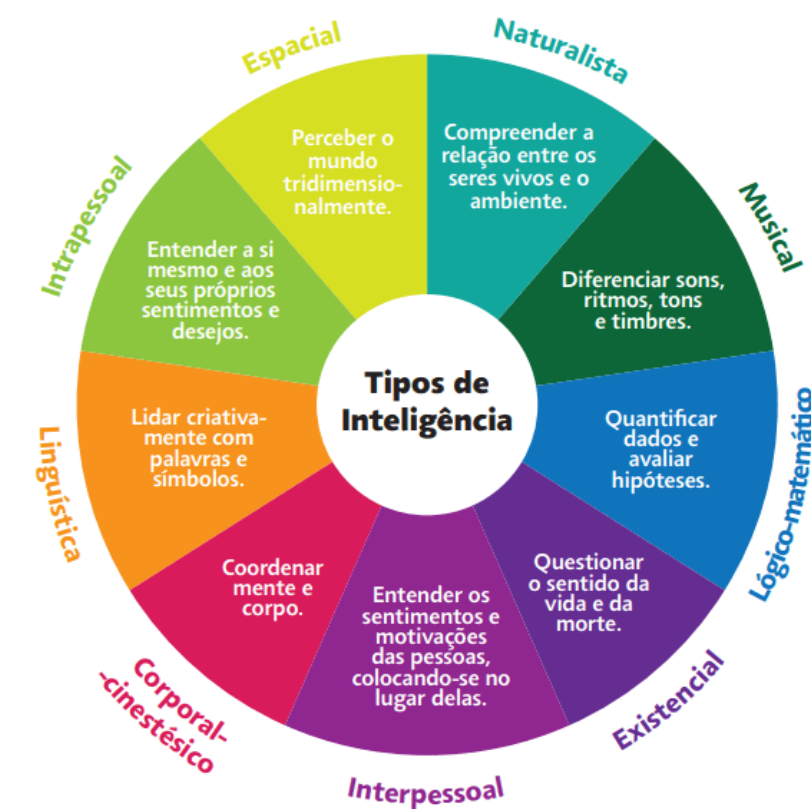 Tipos de
Inteligência
Naturalista
Compreender a
relação entre os
seres vivos e o
ambiente.
Musical
Diferenciar sons,
ritmos, tons
e timbres.
Lógico-matemático
Quantificar
dados e
avaliar
hipóteses.
Existencial
Questionar
o sentido da
vida e da
morte.
Interpessoal
Entender os
sentimentos e
motivações
das pessoas,
colocando-se no
lugar delas.
Corporal-
-cinestésico
Coordenar
mente e
corpo.
Linguística
Lidar criativa-
mente com
palavras e
símbolos.
Intrapessoal
Entender a si
mesmo e aos
seus próprios
sentimentos e
desejos.
Espacial
Perceber o
mundo
tridimensio-
nalmente.